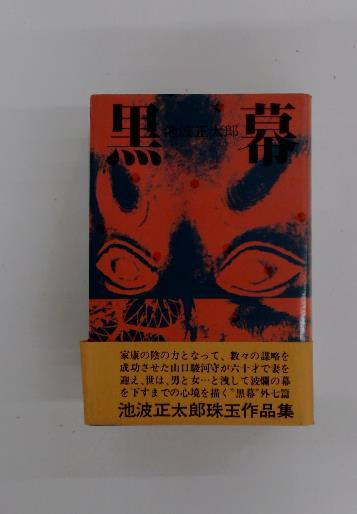 黒幕
池波正太郎
家康の陰の力となって、数々の謀略を
成功させた山口駿河守が六十才で妻を
迎え、世は、男と女…と洩して波爛の幕
を下すまでの心境を描く"黒幕"外七篇
池波正太郎珠玉作品集